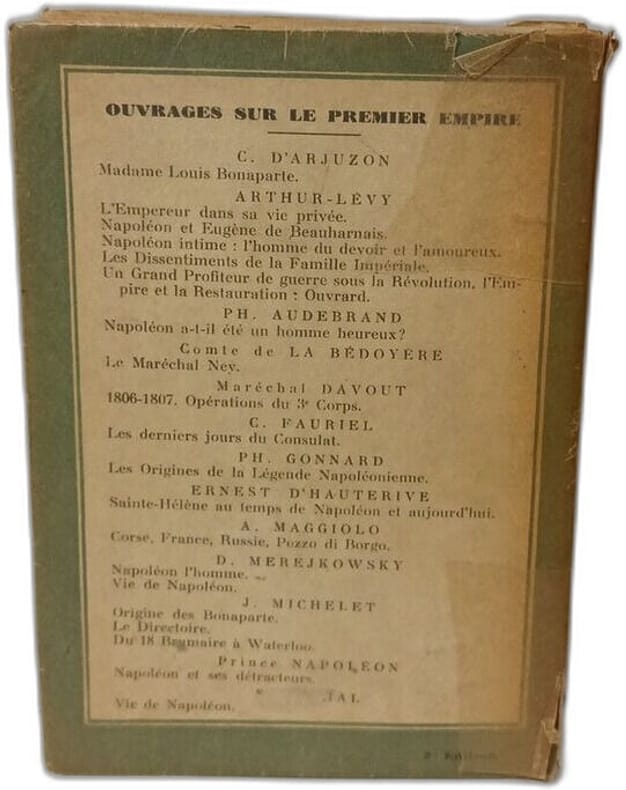 OUVRAGES SUR LE PREMIER EMPIRE
C. D'ARJUZON
Madame Louis Bonaparte.
ARTHUR-LÉVY
L'Empereur dans sa vie privée.
Napoléon et Eugène de Beauharnais.
Napoléon intime : l'homme du devoir et l'amoureux.
Les Dissentiments de la Famille Impériale.
Un Grand Profiteur de guerre sous la Révolution, l'Em-
pire et la Restauration : Ouvrard.
PH. AUDEBRAND
Napoléon a-t-il été un homme heureux?
Comte de LA BÉDOYÈRE
Le Maréchal Ney.
Maréchal DAVOUT
1806-1807. Opérations du 3e Corps.
C. FAURIEL
Les derniers jours du Consulat.
PH. GONNARD
Les Origines de la Légende Napoléonienne.
ERNEST D'HAUTERIVE
Sainte-Hélène au temps de Napoléon et aujourd'hui.
A. MAGGIOLO
Corse, France, Russie, Pozzo di Borgo.
D. MEREJKOWSKY
Napoléon l'homme.
Vie de Napoléon.
J. MICHELET
Origine des Bonaparte.
Le Directoire.
Du 18 Brumaire à Waterloo.
Prince NAPOLÉON
Napoléon et ses détracteurs.
Vie de Napoléon.